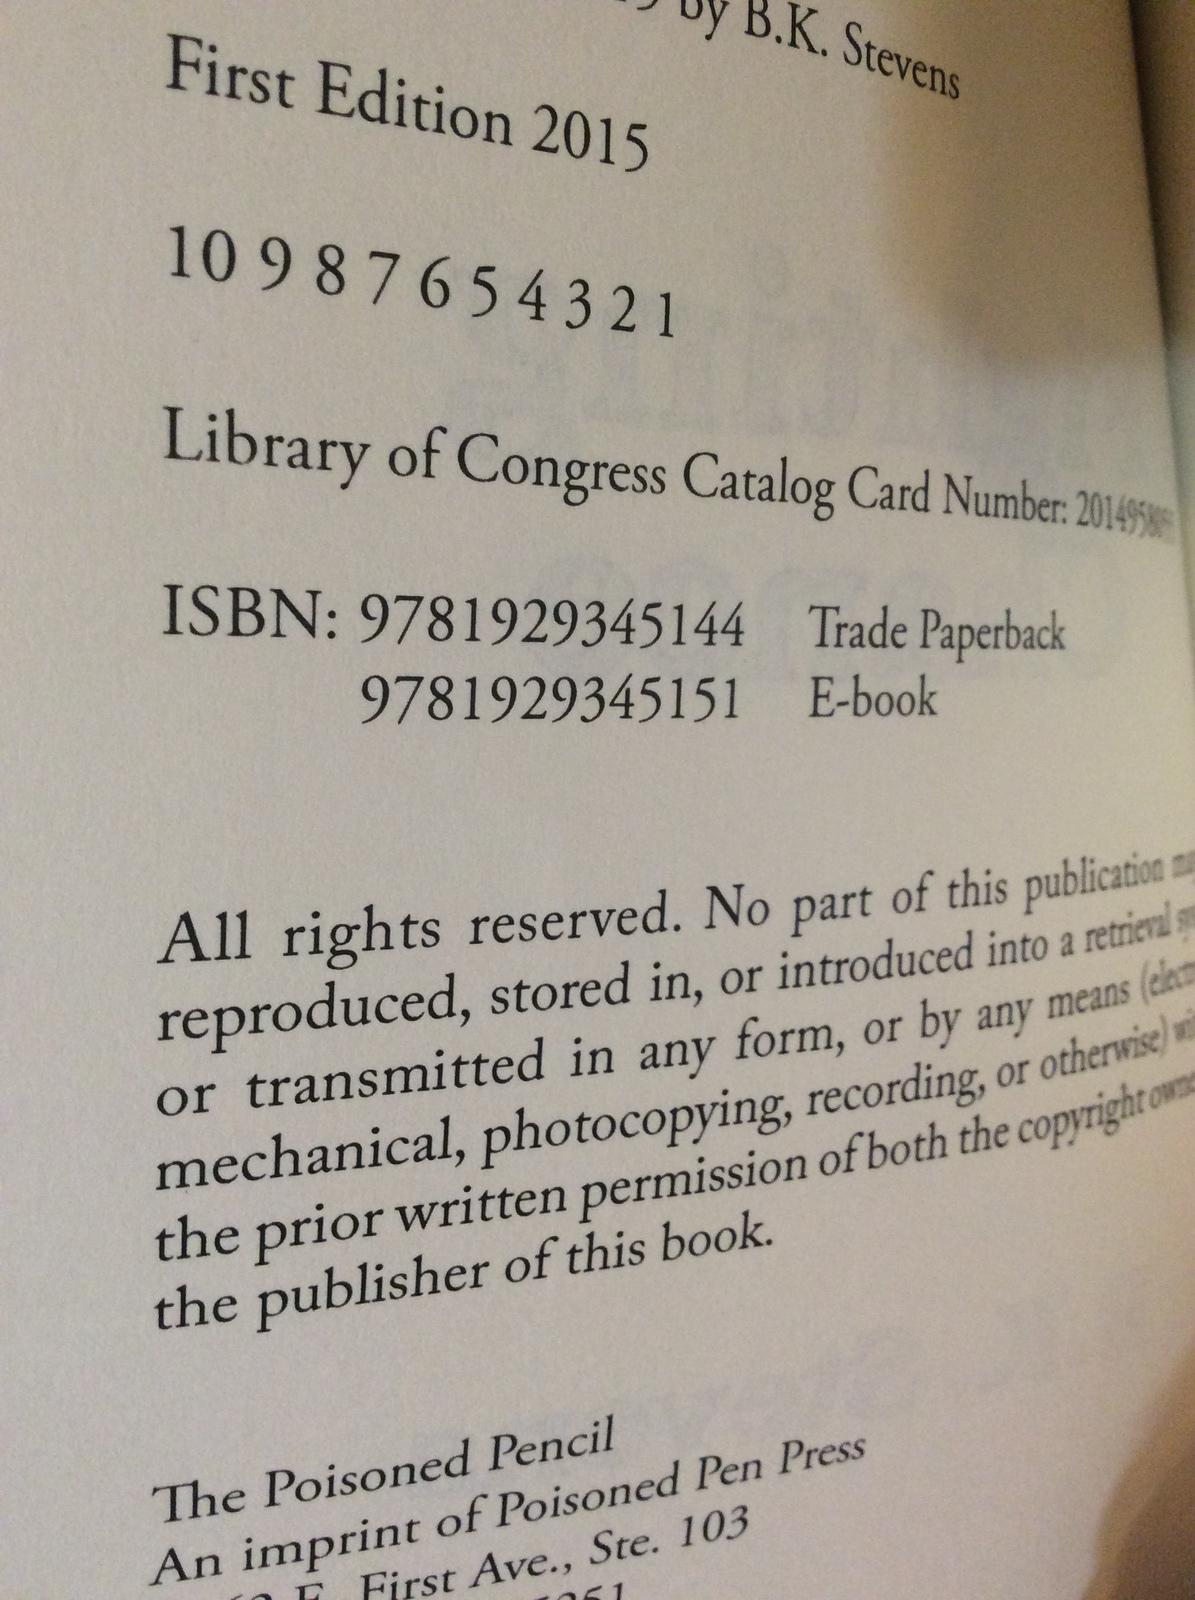 by B.K. Stevens
First Edition 2015
10 9 8 7 6 5 4 3 2 1
Library of Congress Catalog Card Number:
ISBN: 9781929345144 Trade Paperback
9781929345151 E-book
All rights reserved. No part of this publication
reproduced, stored in, or introduced into a retrieval
or transmitted in any form, or by any means
mechanical, photocopying, recording, or otherwise)
the prior written permission of both the copyright
the publisher of this book.
The Poisoned Pencil
An imprint of Poisoned Pen Press
E. First Ave., Ste. 103